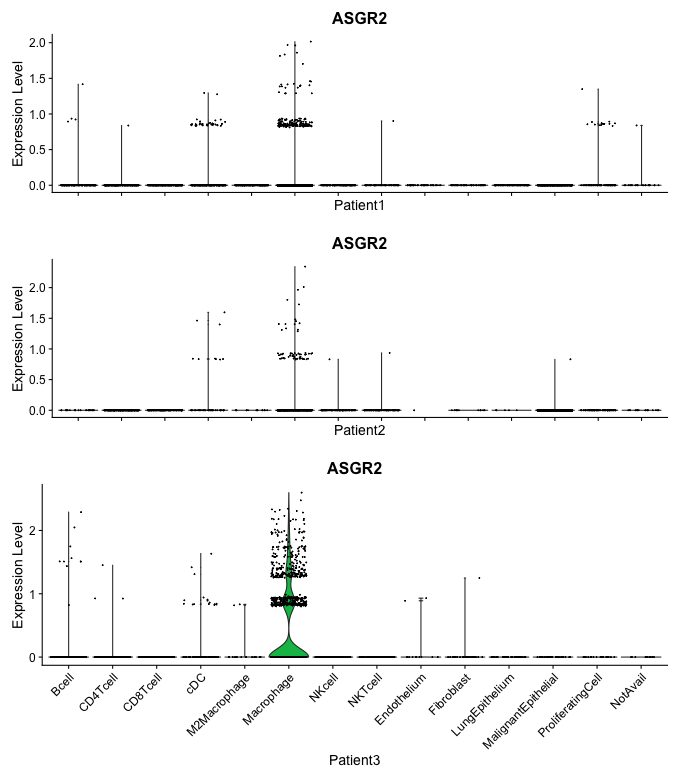 ASGR2
Expression Level
2.0
1.5
1.0
0.5
0.0
Patient1
ASGR2
Expression Level
2.0
1.5
1.0
0.5
0.0
Patient2
ASGR2
Expression Level
2
1
0
Bcell
CD4Tcell
CD8Tcell
cDC
M2Macrophage
Macrophage
NKcell
NKTcell
Endothelium
Fibroblast
LungEpithelium
MalignantEpithelial
ProliferatingCell
NotAvail
Patient3